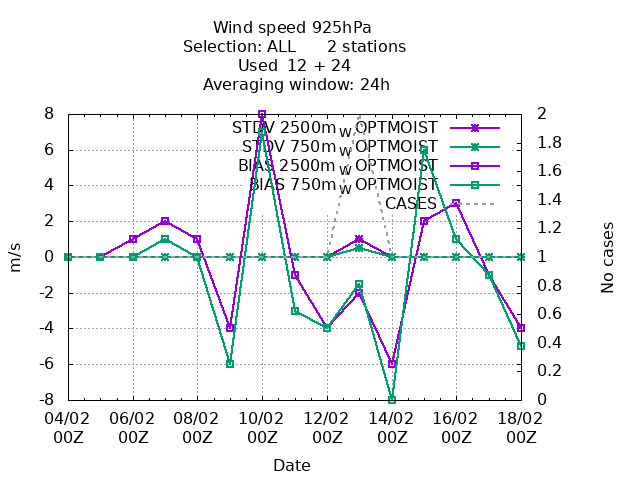 Wind speed 925hPa
Selection: ALL 2 stations
Used 12 + 24
Averaging window: 24h
STDV 2500m W OPTMOIST
STDV 750m W OPTMOIST
BIAS 2500m W OPTMOIST
BIAS 750m W OPTMOIST
CASES
8
6
4
2
0
-2
-4
-6
-8
m/s
2
1.8
1.6
1.4
1.2
1
0.8
0.6
0.4
0.2
0
No cases
04/02 06/02 08/02 10/02 12/02 14/02 16/02 18/02
00Z 00Z 00Z 00Z 00Z 00Z 00Z 00Z
Date